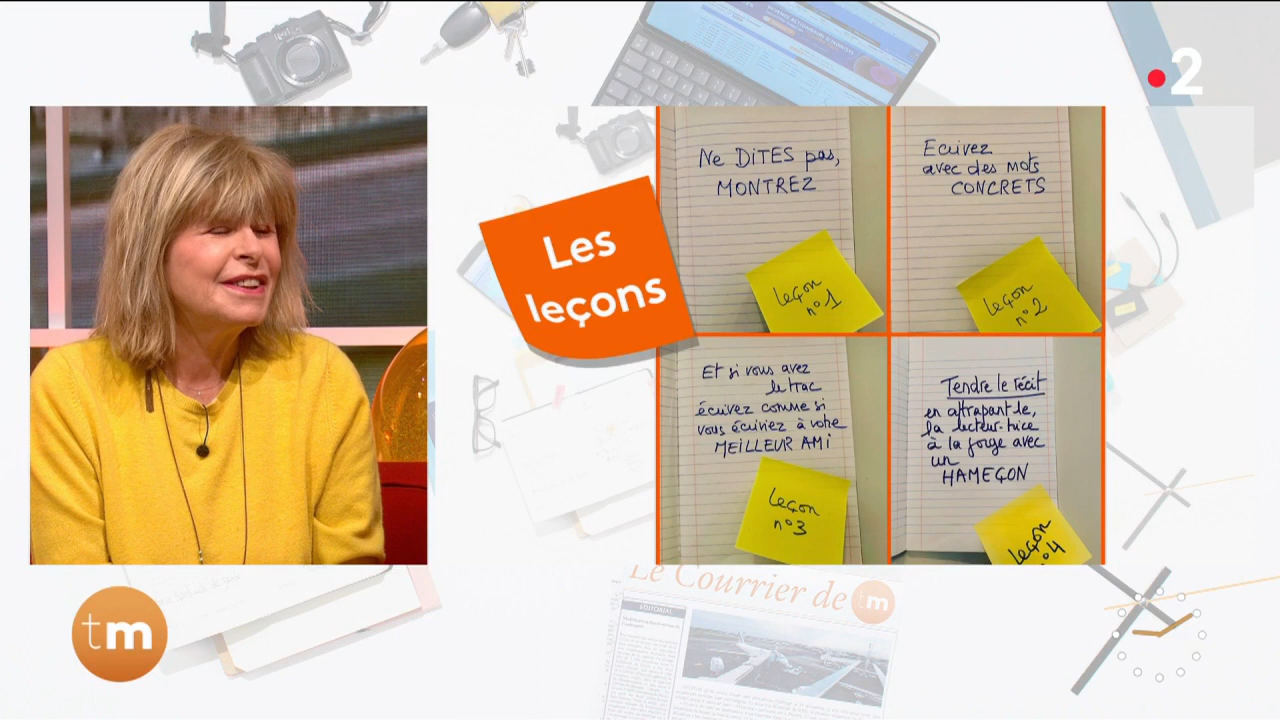 2
Les
leçons
Ne DiTES pas,
MONTREZ
Leçon
n°1
Ecrivez
avec des mots
CONCRETS
Leçon
n°2
Et si vous avez
le trac
écrivez comme si
vous écriviez à votre
MEILLEUR AMi
Leçon
n°3
Tendre le récit
en attrapant le,
la lecteur·trice
à la gorge avec
un
HAMEÇON
Leçon
n°4
Le Courrier de tm
EDITORIAL
tm